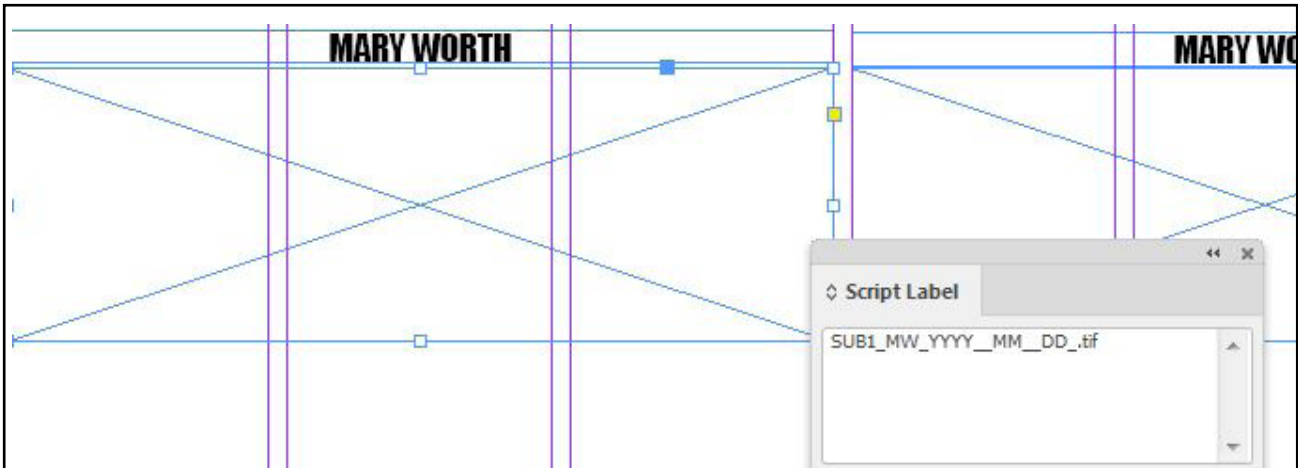 MARY WORTH
MARY WO
Script Label
SUB1_MW_YYYY__MM__DD_.tif